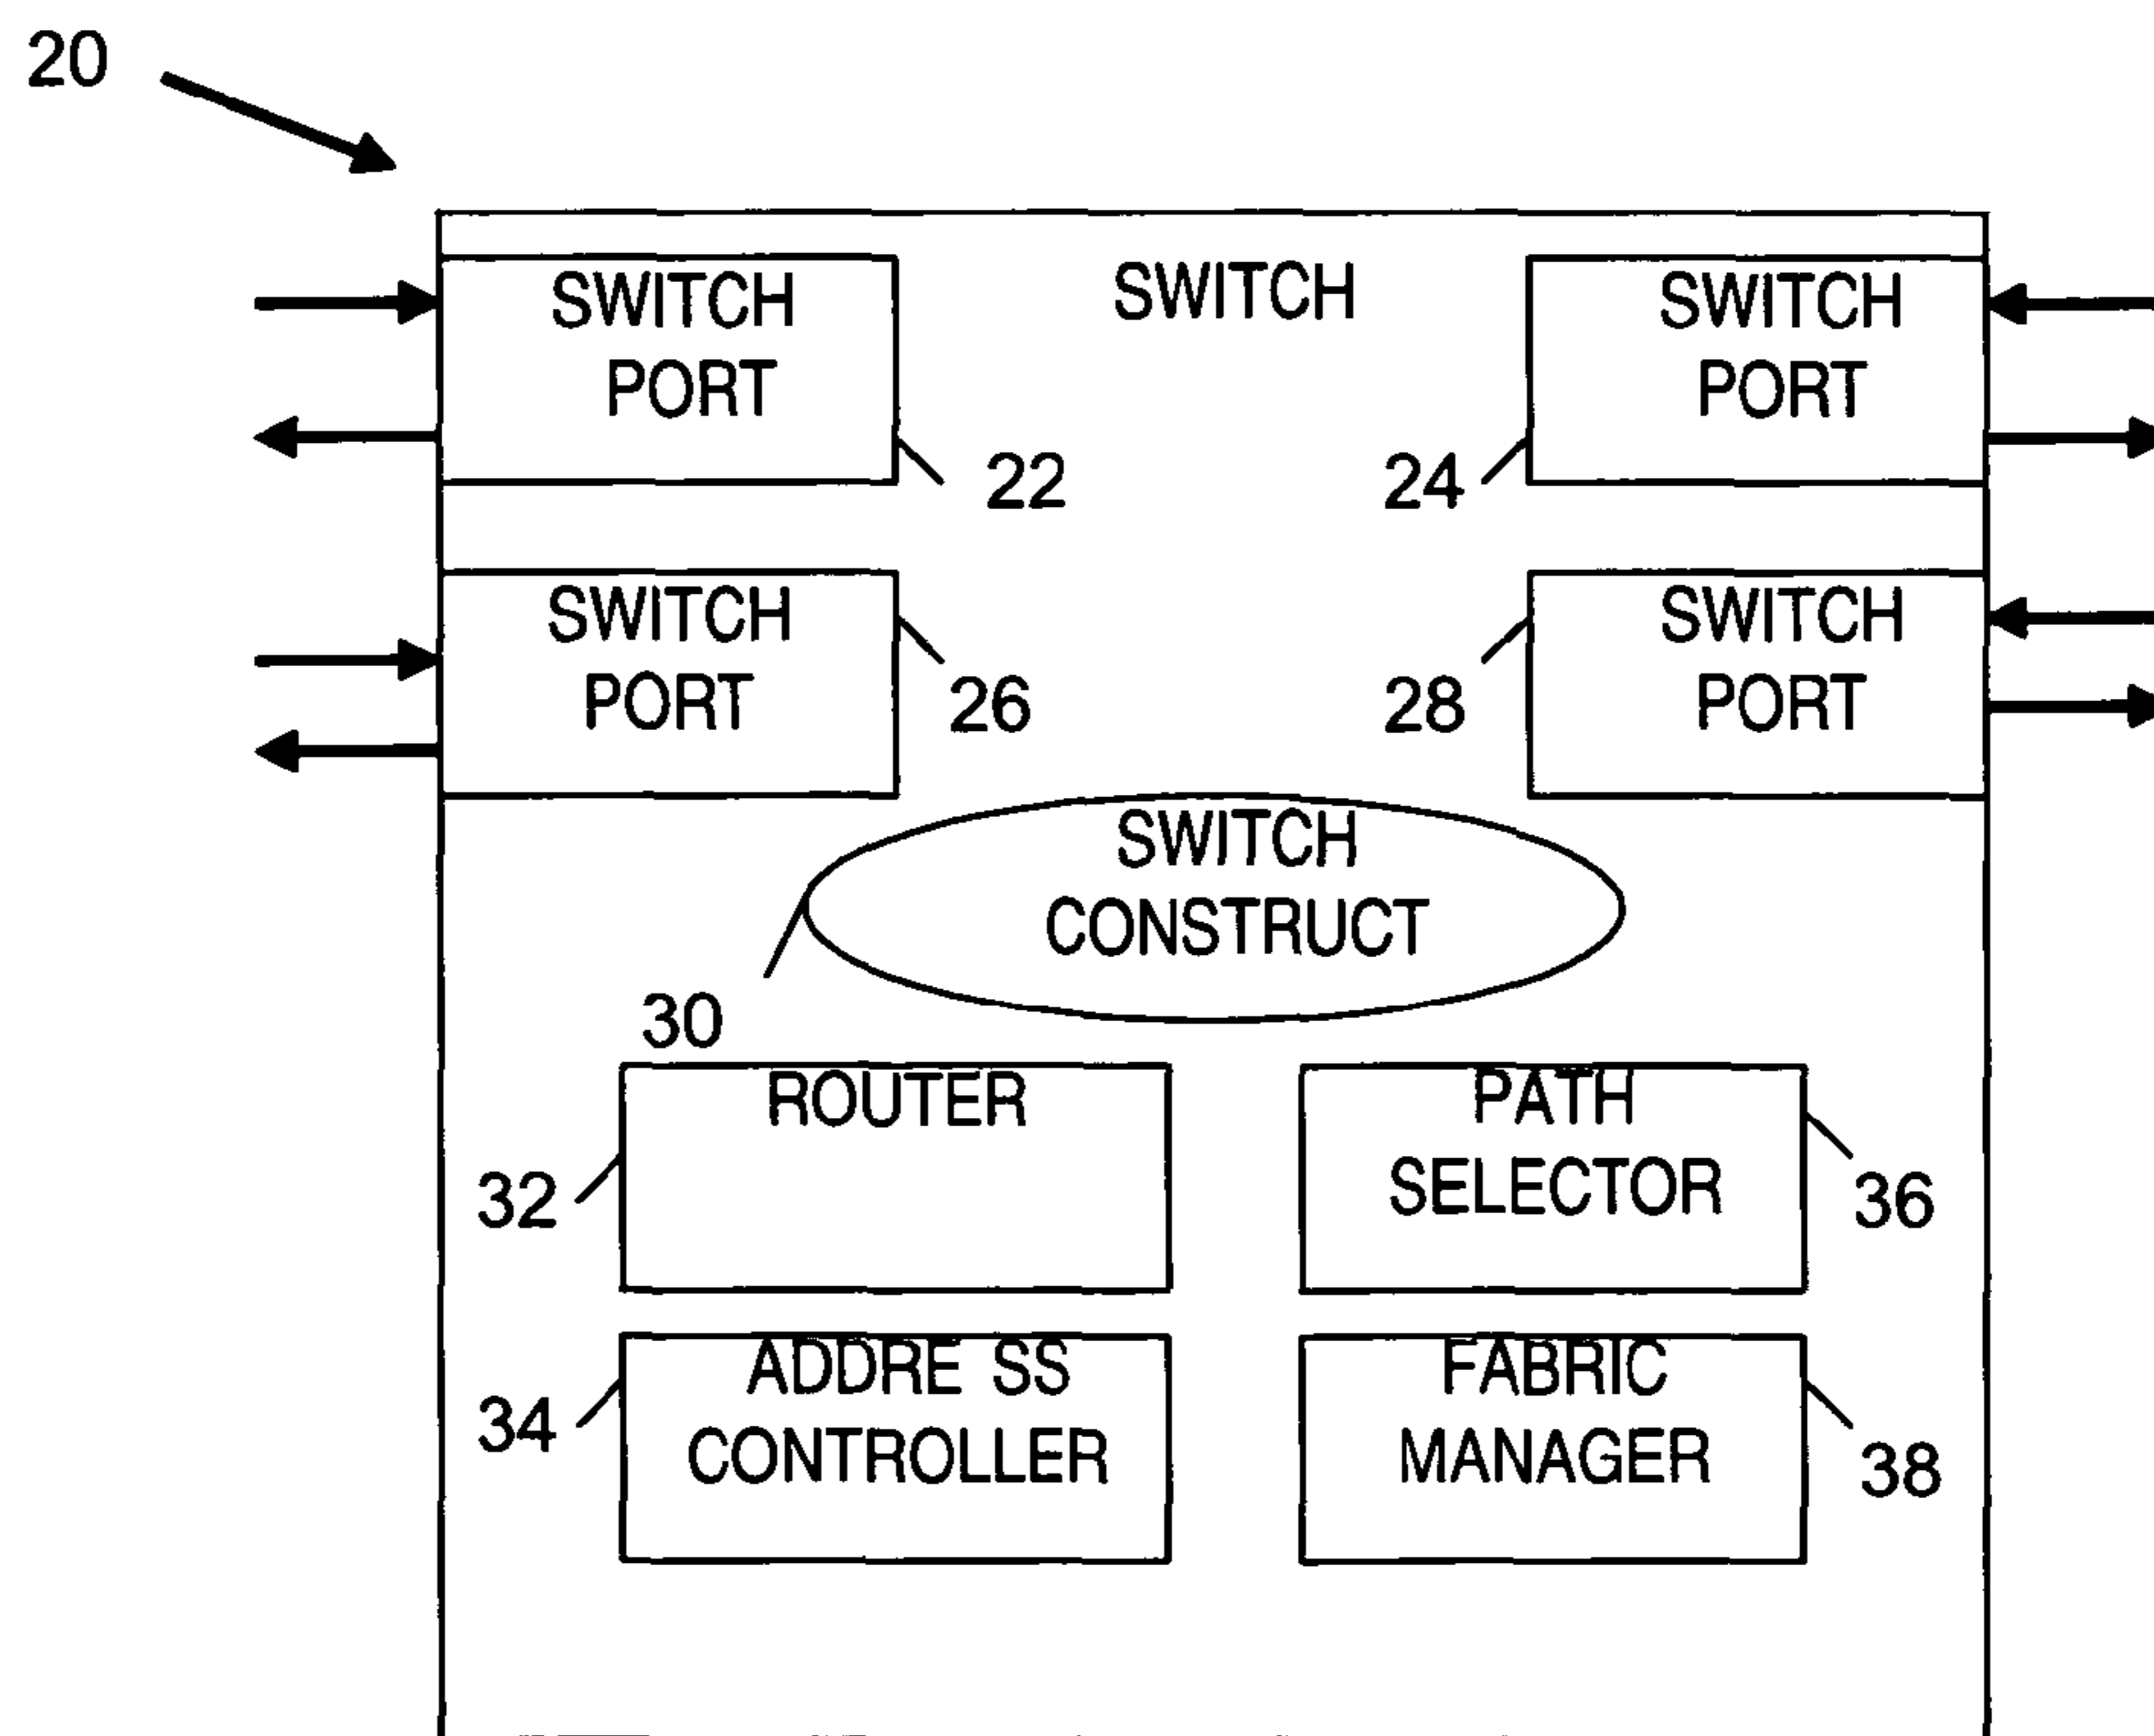 20
SWITCH
PORT
SWITCH
SWITCH
PORT
22
24
SWITCH
PORT
SWITCH
PORT
26
28
SWITCH
CONSTRUCT
30
ROUTER
PATH
SELECTOR
32
36
ADDRE SS
CONTROLLER
FABRIC
MANAGER
34
38